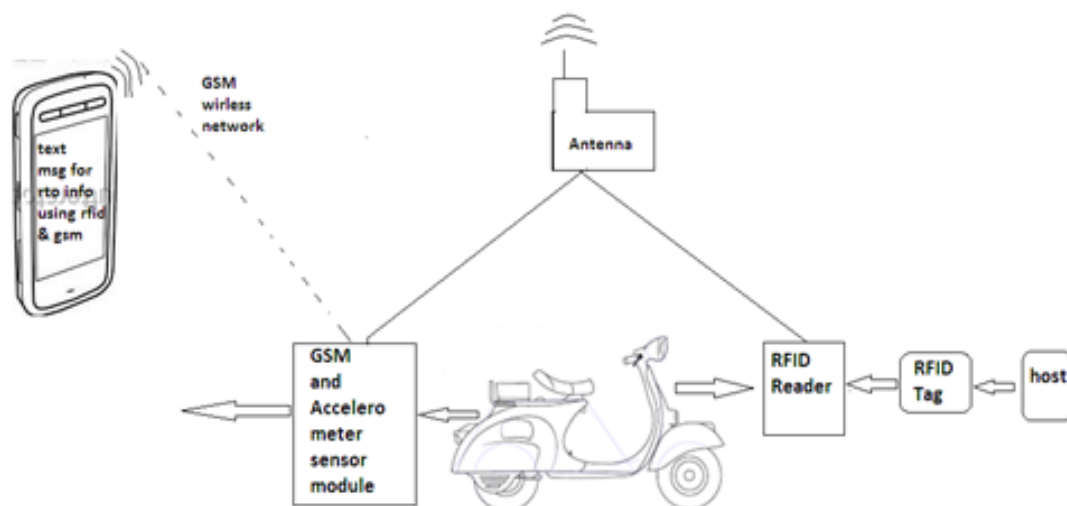 GSM
wirless
network
Antenna
text
msg for
rto info
using rfid
& gsm
GSM
and
Accelero
meter
sensor
module
RFID
Reader
RFID
Tag
host